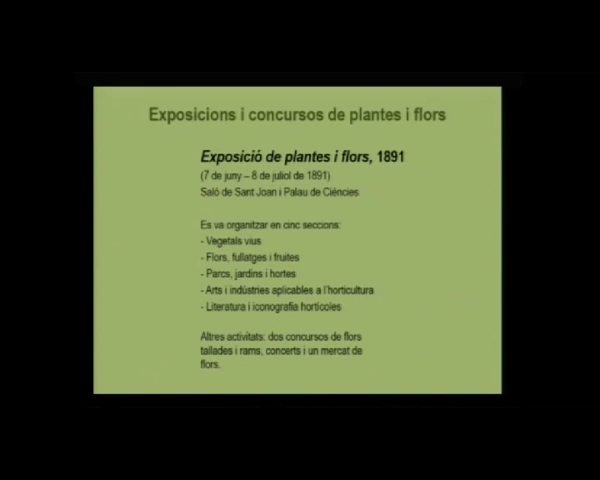 Exposicions i concursos de plantes i flors
Exposició de plantes i flors, 1891
(7 de juny – 8 de juliol de 1891)
Saló de Sant Joan i Palau de Ciències
Es va organitzar en cinc seccions:
- Vegetals vius
- Flors, fullatges i fruites
- Parcs, jardins i hortes
- Arts i indústries aplicables a l'horticultura
- Literatura i iconografia hortícoles
Altres activitats: dos concursos de flors
tallades i rams, concerts i un mercat de
flors.